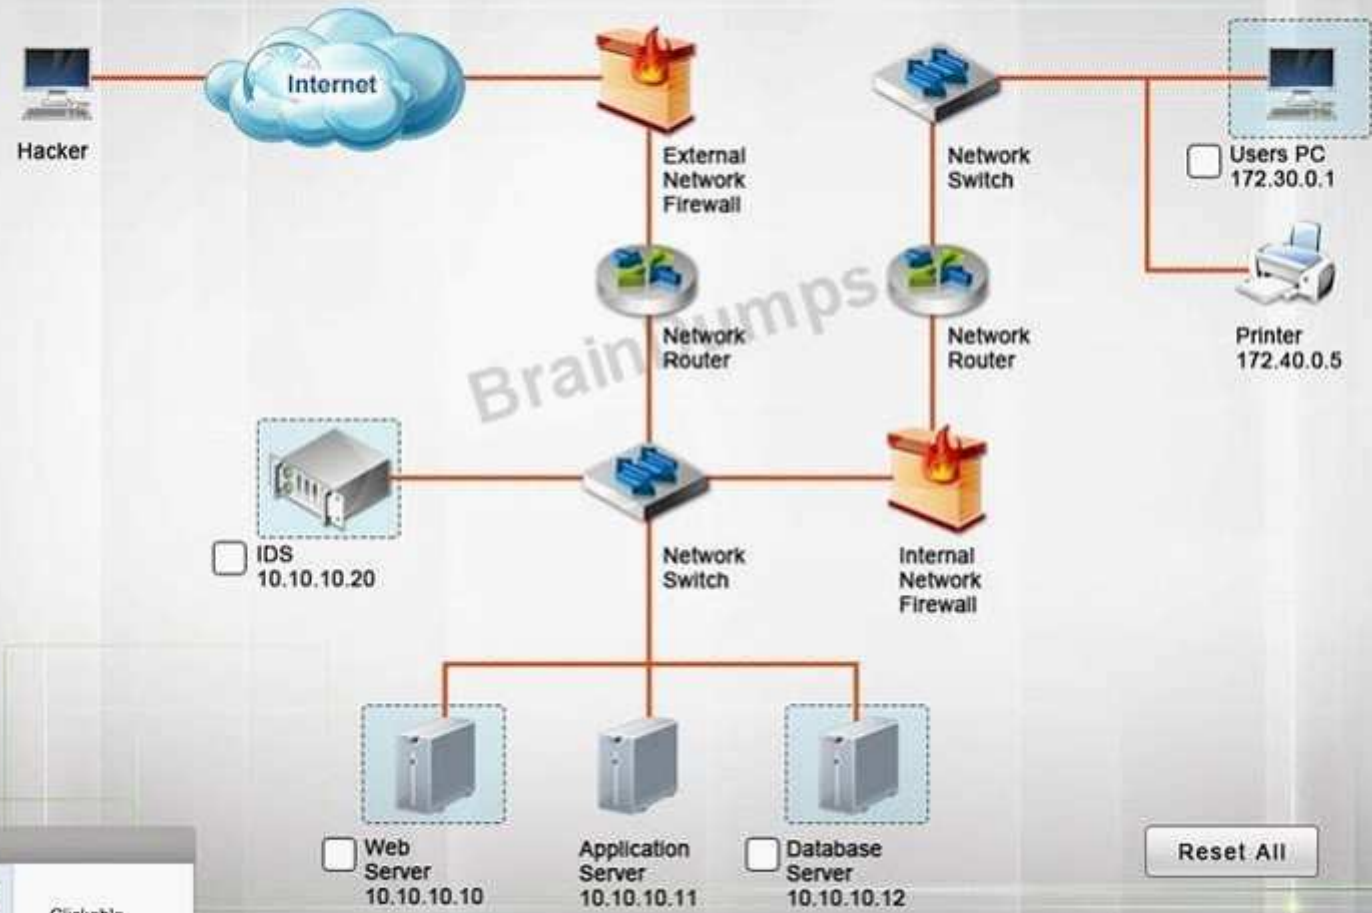 Internet
Hacker
External
Network
Firewall
Network
Switch
Users PC
172.30.0.1
BrainDumps
Network
Router
Network
Router
Printer
172.40.0.5
IDS
10.10.10.20
Network
Switch
Internal
Network
Firewall
Web
Server
10.10.10.10
Application
Server
10.10.10.11
Database
Server
10.10.10.12
Reset All
Clickable